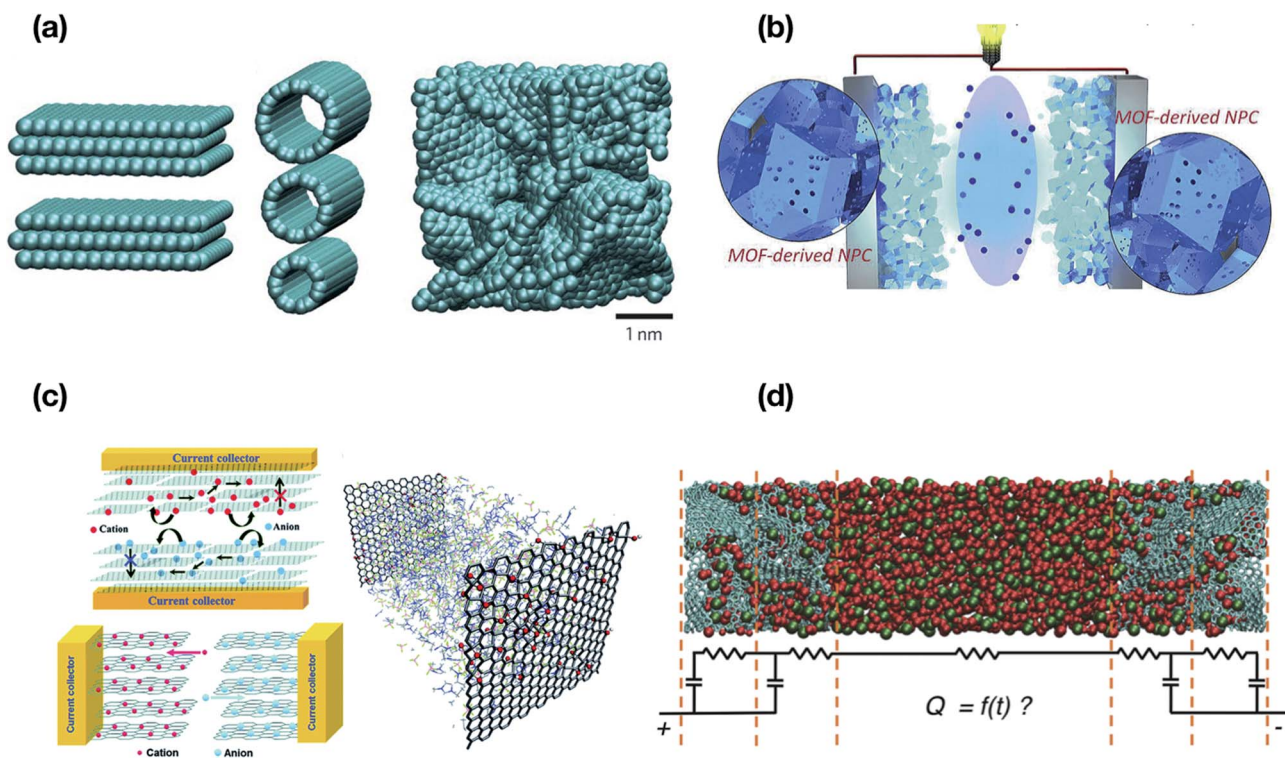 (a)
1 nm
(b)
MOF-derived NPC
MOF-derived NPC
(c)
Current collector
Cation
Anion
Current collector
Current collector
Current collector
Cation
Anion
(d)
+
Q = f(t) ?
-